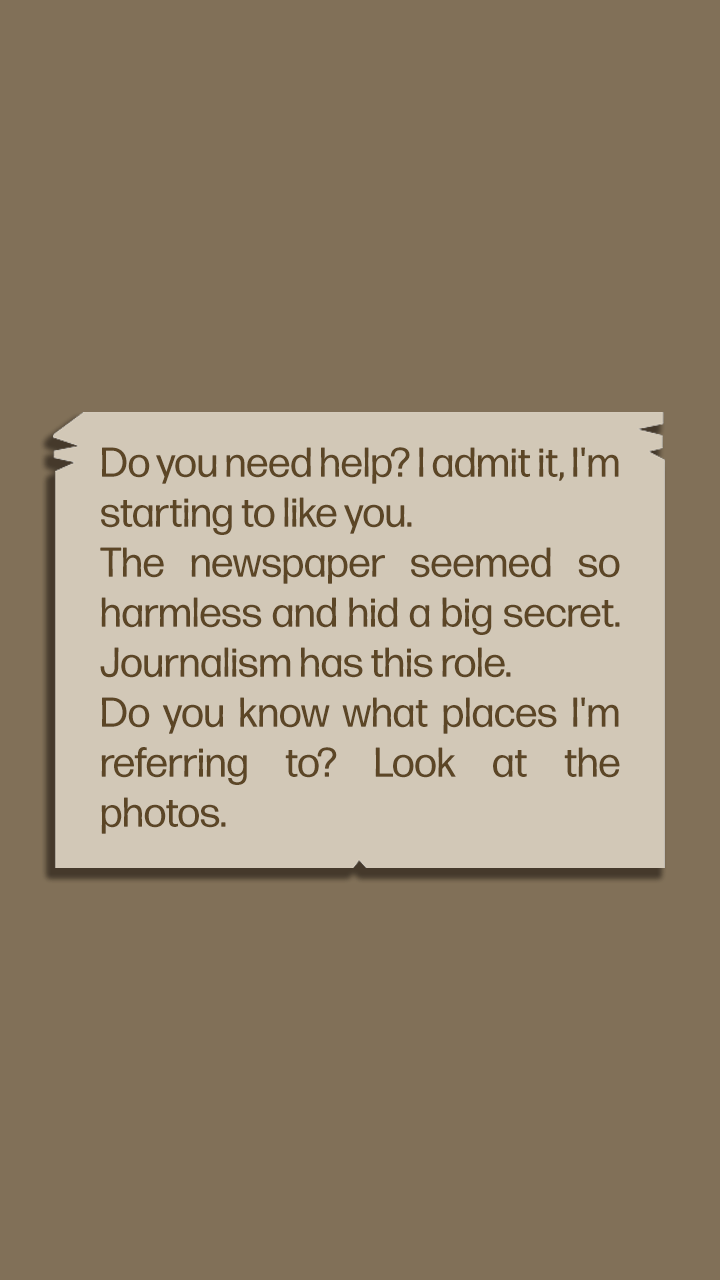 Do you need help? I admit it, I'm
starting to like you.
The newspaper seemed so
harmless and hid a big secret.
Journalism has this role.
Do you know what places I'm
referring to? Look at the
photos.